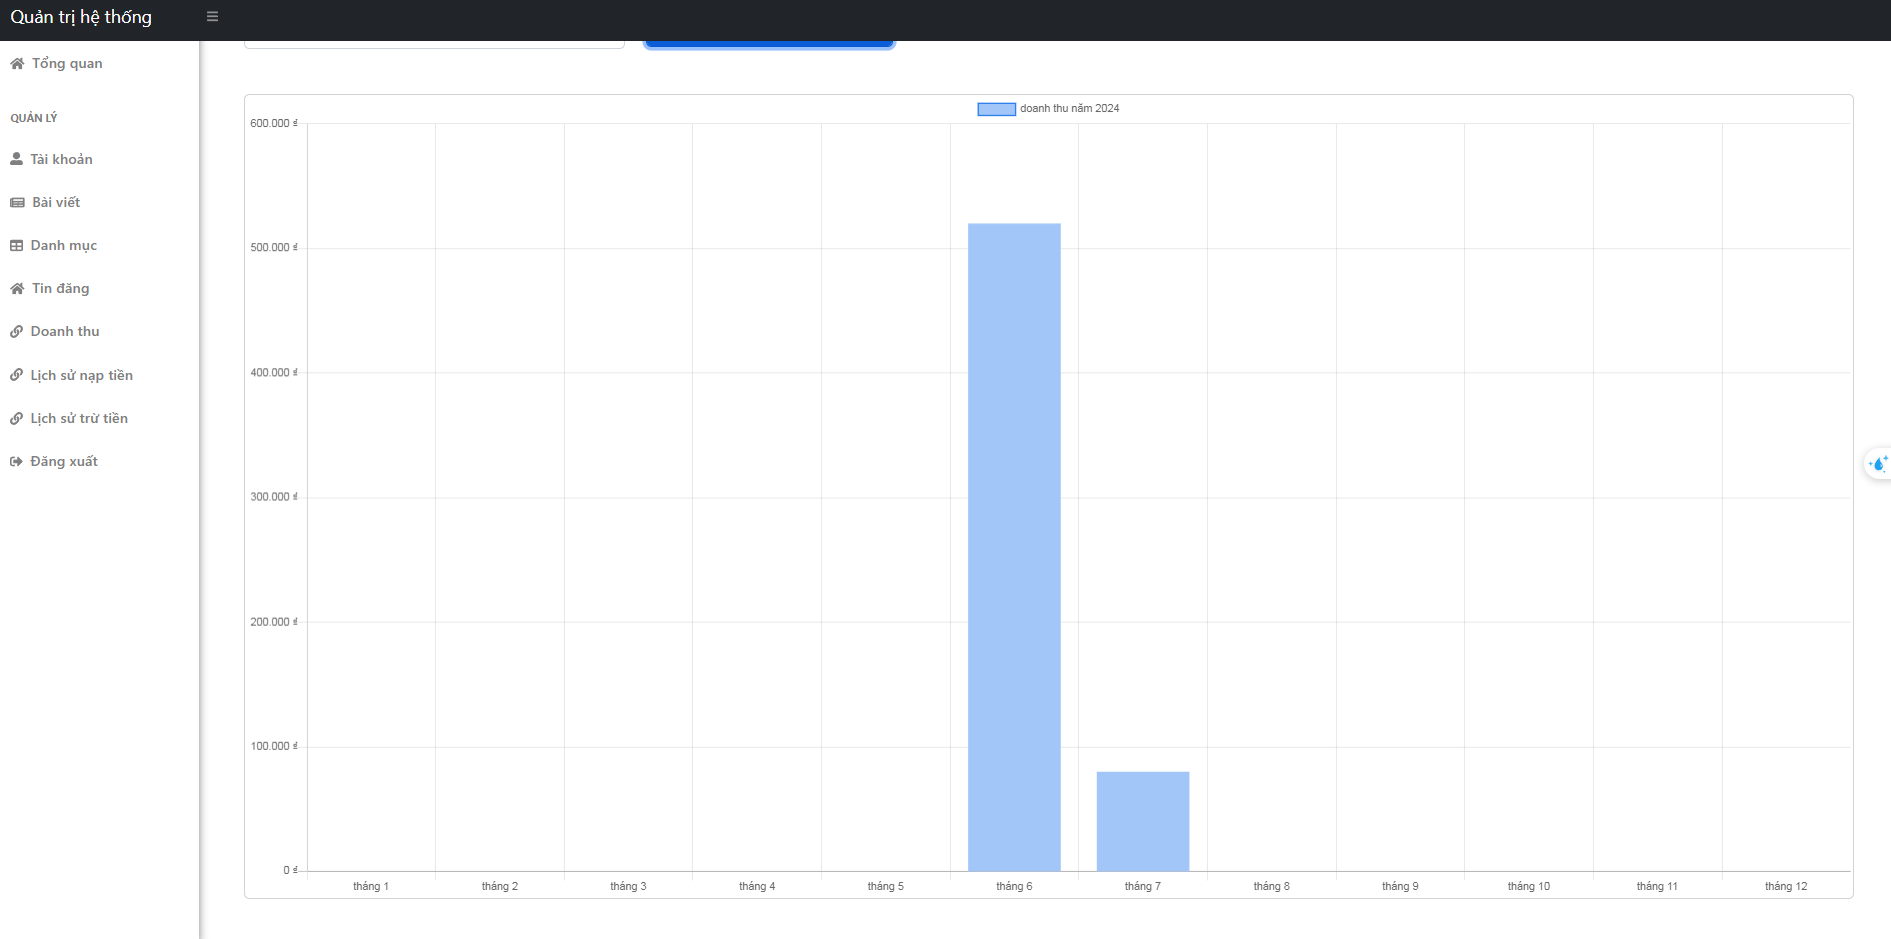 Quản trị hệ thống
Tổng quan
QUẢN LÝ
Tài khoản
Bài viết
Danh mục
Tin đăng
Doanh thu
Lịch sử nạp tiền
Lịch sử trừ tiền
Đăng xuất
doanh thu năm 2024
600.000 ₫
500.000 ₫
400.000 ₫
300.000 ₫
200.000 ₫
100.000 ₫
0 ₫
tháng 1
tháng 2
tháng 3
tháng 4
tháng 5
tháng 6
tháng 7
tháng 8
tháng 9
tháng 10
tháng 11
tháng 12